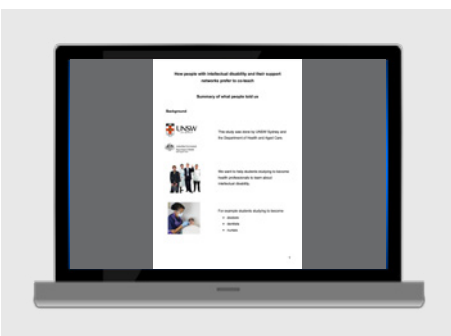 How people with intellectual disability and their support
networks prefer to co-teach
Summary of what people told us
Background
UNSW
This study was done by UNSW Sydney and
the Department of Health and Aged Care.
We want to help students studying to become
health professionals to learn about
intellectual disability.
For example students studying to become
• doctors
• dentists
• nurses